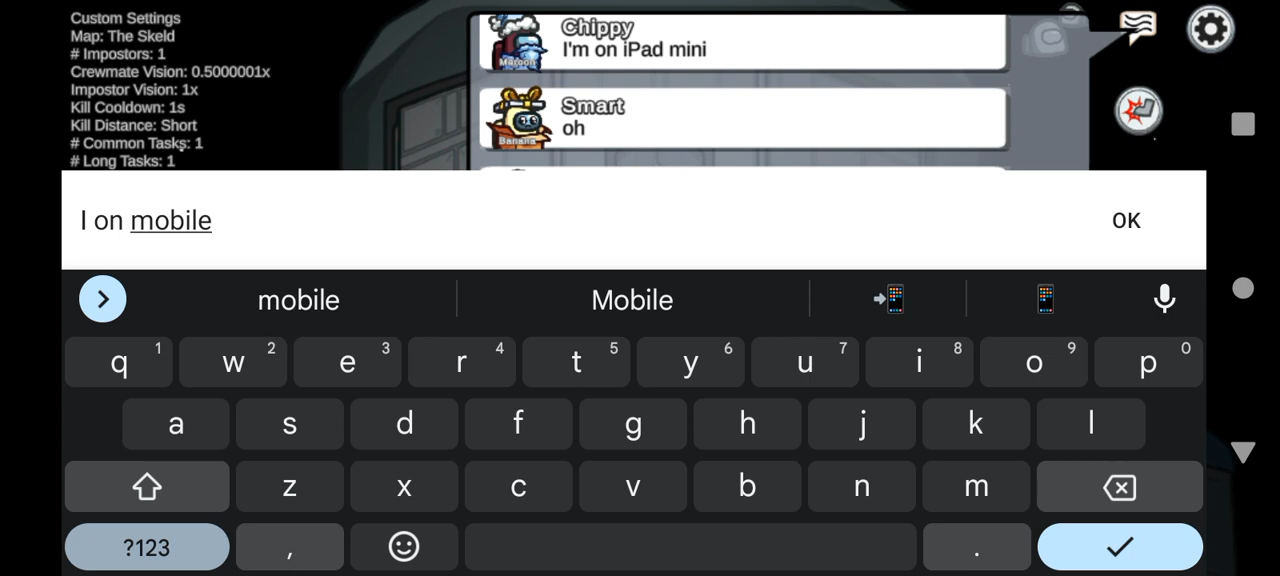 Custom Settings
Map: The Skeld
# Impostors: 1
Crewmate Vision: 0.5000001x
Impostor Vision: 1x
Kill Cooldown: 1s
Kill Distance: Short
# Common Tasks: 1
# Long Tasks: 1
Chippy
I'm on iPad mini
Maroon
Smart
oh
Banana
I on mobile
OK
mobile Mobile
q 1 w 2 e 3 r 4 t 5 y 6 u 7 i 8 o 9 p 0
a s d f g h j k l
z x c v b n m
?123 , .